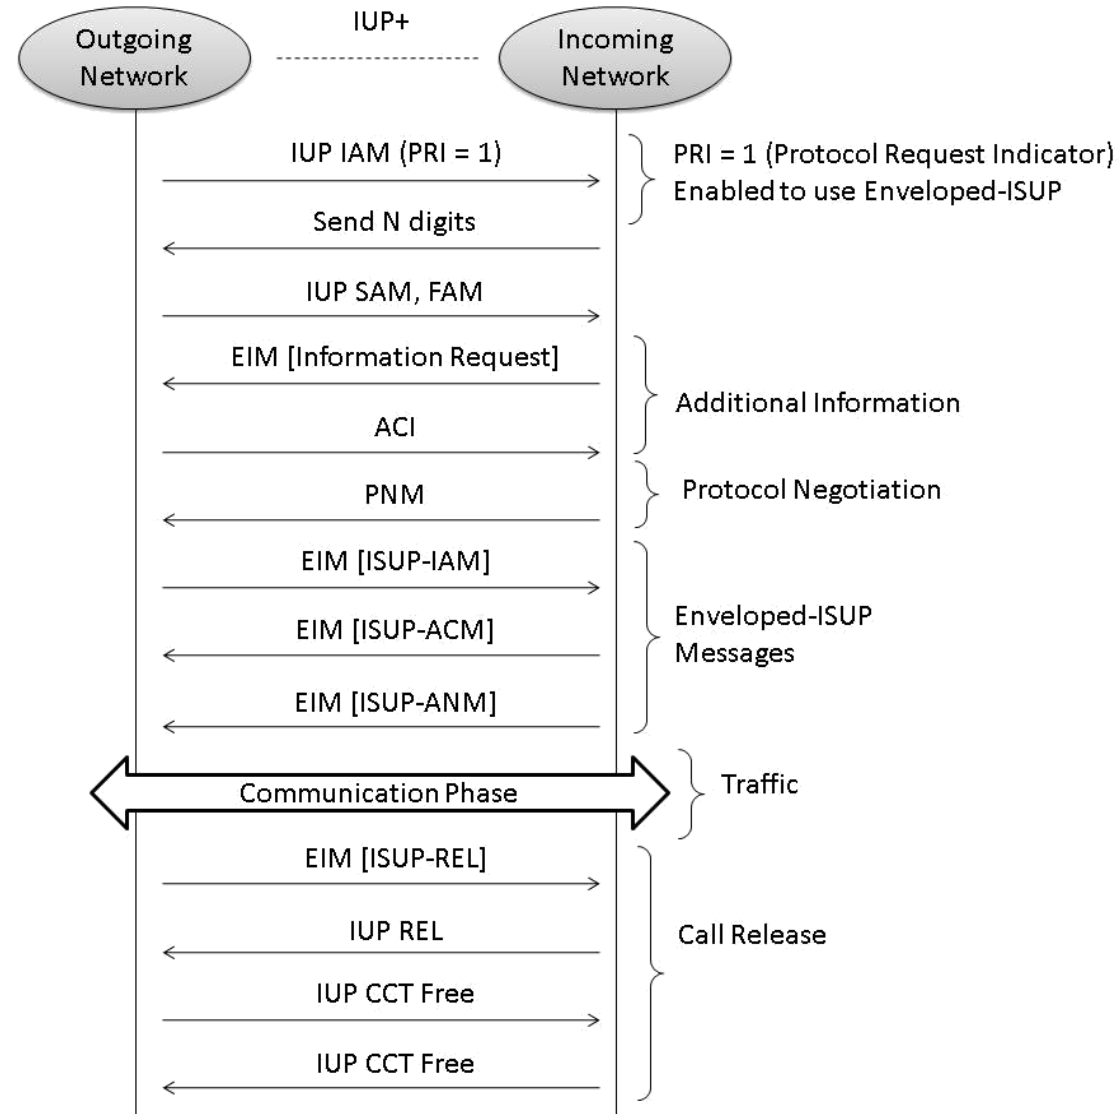 IUP+
Outgoing
Network
Incoming
Network
IUP IAM (PRI = 1)
PRI = 1 (Protocol Request Indicator)
Enabled to use Enveloped-ISUP
Send N digits
IUP SAM, FAM
EIM [Information Request]
Additional Information
ACI
PNM
Protocol Negotiation
EIM [ISUP-IAM]
EIM [ISUP-ACM]
Enveloped-ISUP
Messages
EIM [ISUP-ANM]
Communication Phase
Traffic
EIM [ISUP-REL]
IUP REL
Call Release
IUP CCT Free
IUP CCT Free